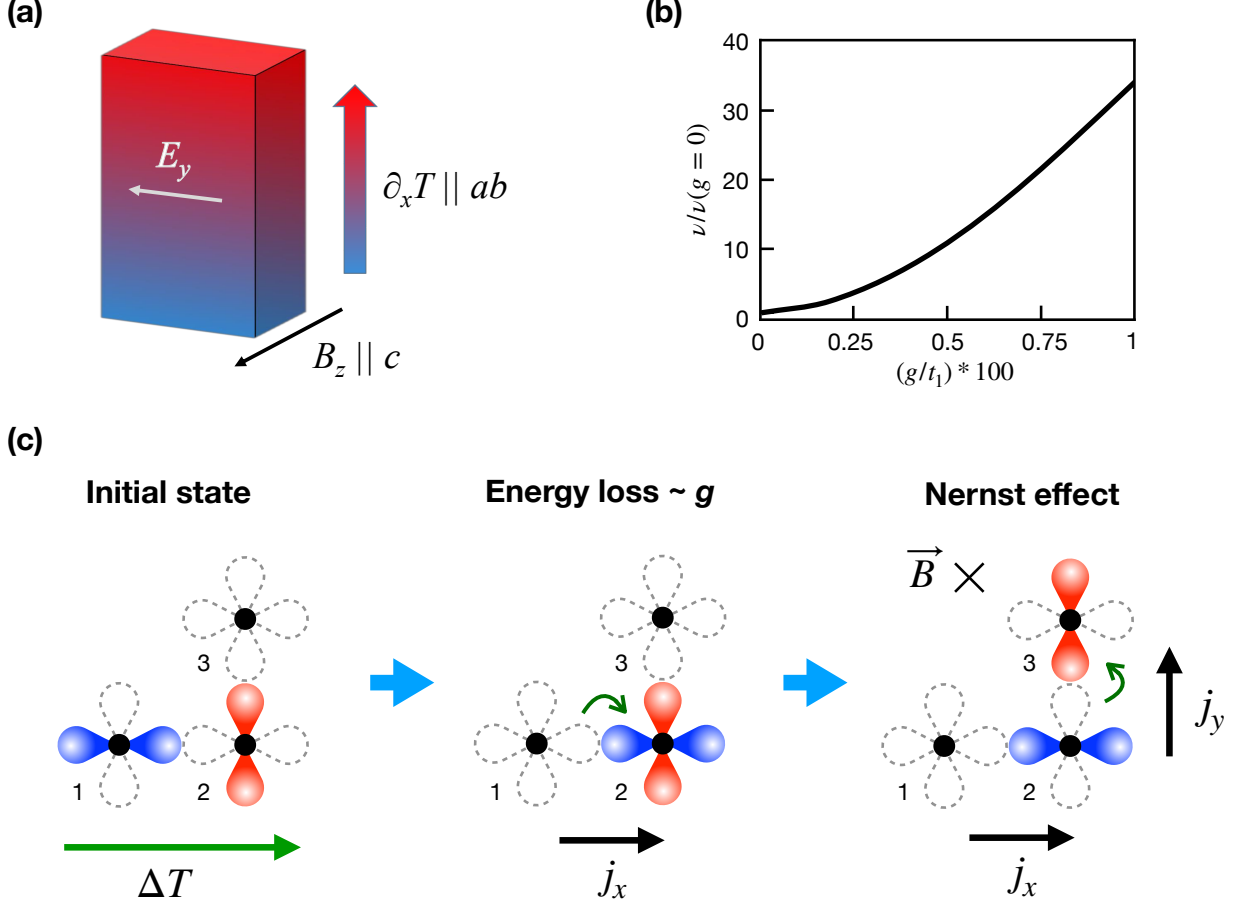 (a)
E_y
∂_xT || ab
B_z || c
(b)
ν/ν(g = 0)
40
30
20
10
0
0 0.25 0.5 0.75 1
(g/t_1) * 100
(c)
Initial state
3
1 2
ΔT
Energy loss ~ g
3
1 2
j_x
Nernst effect
B⃗ ×
3
j_y
1 2
j_x